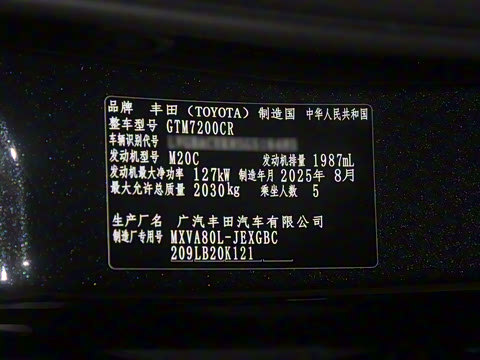 品牌 丰田 (TOYOTA) 制造国 中华人民共和国
整车型号 GTM7200CR
车辆识别代号
发动机型号 M20C 发动机排量 1987mL
发动机最大净功率 127kW 制造年月 2025年 8月
最大允许总质量 2030kg 乘坐人数 5
生产厂名 广汽丰田汽车有限公司
制造厂专用号 MXVA80L-JEXGBC
209LB20K121